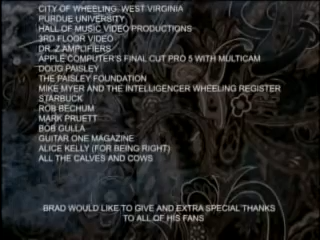 CITY OF WHEELING, WEST VIRGINIA
PURDUE UNIVERSITY
HALL OF MUSIC VIDEO PRODUCTIONS
3RD FLOOR VIDEO
DR. Z AMPLIFIERS
APPLE COMPUTER'S FINAL CUT PRO 5 WITH MULTICAM
DOUG PAISLEY
THE PAISLEY FOUNDATION
MIKE MYER AND THE INTELLIGENCER WHEELING REGISTER
STARBUCK
ROB BECHUM
MARK PRUETT
BOB GULLA
GUITAR ONE MAGAZINE
ALICE KELLY (FOR BEING RIGHT)
ALL THE CALVES AND COWS
BRAD WOULD LIKE TO GIVE AND EXTRA SPECIAL THANKS
TO ALL OF HIS FANS